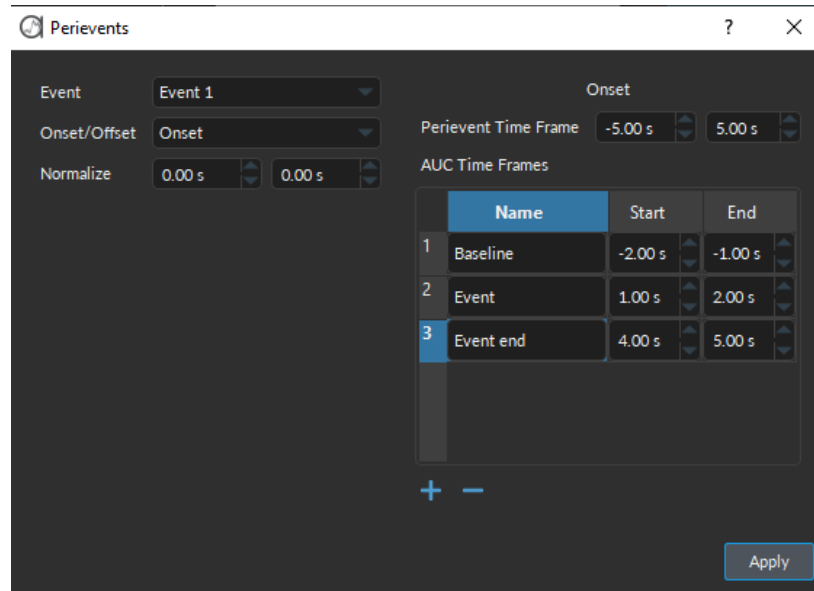 Perievents
?
Event Event 1
Onset/Offset Onset
Normalize 0.00 s 0.00 s
Onset
Perievent Time Frame -5.00 s 5.00 s
AUC Time Frames
Name Start End
1 Baseline -2.00 s -1.00 s
2 Event 1.00 s 2.00 s
3 Event end 4.00 s 5.00 s
Apply